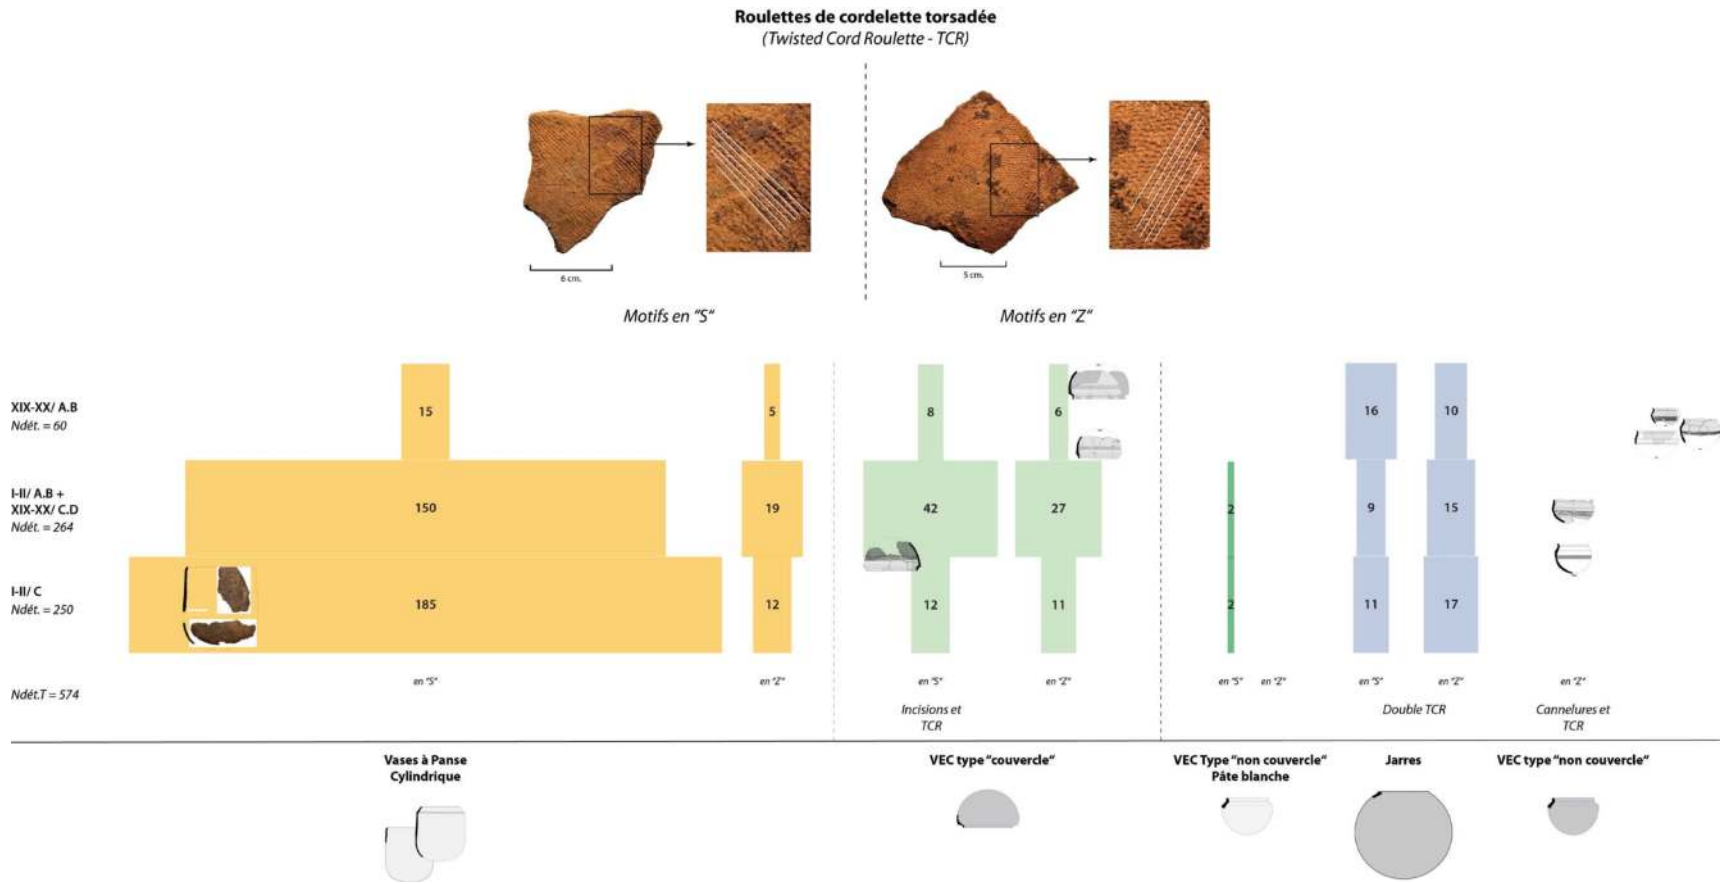 Roulettes de cordelette torsadée
(Twisted Cord Roulette - TCR)
6 cm.
5 cm.
Motifs en "S"
Motifs en "Z"
XIX-XX/ A.B
Ndét. = 60
15
5
8
6
16
10
I-II/ A.B +
XIX-XX/ C.D
Ndét. = 264
150
19
42
27
2
9
15
I-II/ C
Ndét. = 250
185
12
12
11
2
11
17
Ndét.T = 574
en "S"
en "Z"
en "S"
en "Z"
en "S"
en "Z"
en "S"
en "Z"
en "Z"
Incisions et
TCR
Double TCR
Cannelures et
TCR
Vases à Panse
Cylindrique
VEC type "couvercle"
VEC Type "non couvercle"
Pâte blanche
Jarres
VEC type "non couvercle"